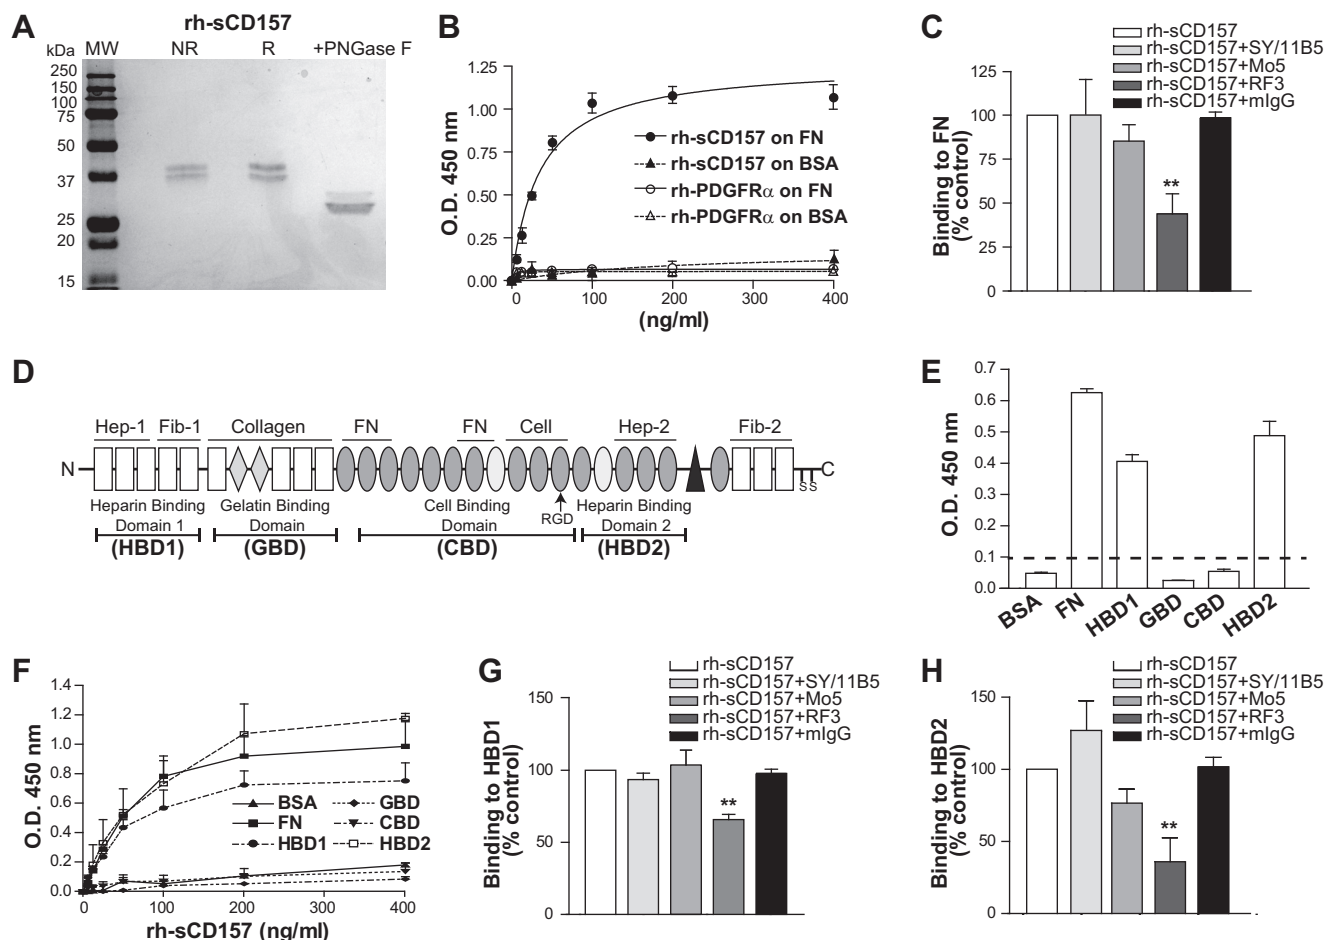 A
rh-sCD157
kDa MW NR R +PNGase F
250
150
100
75
50
37
25
20
15
B
O.D. 450 nm
1.25
1.00
0.75
0.50
0.25
0.00
rh-sCD157 on FN
rh-sCD157 on BSA
rh-PDGFRα on FN
rh-PDGFRα on BSA
0 100 200 300 400
(ng/ml)
C
rh-sCD157
rh-sCD157+SY/11B5
rh-sCD157+Mo5
rh-sCD157+RF3
rh-sCD157+mIgG
Binding to FN
(% control)
125
100
75
50
25
0
**
D
Hep-1 Fib-1 Collagen FN FN Cell Hep-2 Fib-2
N C
S S
Heparin Binding Gelatin Binding Cell Binding RGD Heparin Binding
Domain 1 Domain Domain Domain 2
(HBD1) (GBD) (CBD) (HBD2)
E
O.D. 450 nm
0.7
0.6
0.5
0.4
0.3
0.2
0.1
0.0
BSA FN HBD1 GBD CBD HBD2
F
O.D. 450 nm
1.4
1.2
1.0
0.8
0.6
0.4
0.2
0.0
BSA GBD
FN CBD
HBD1 HBD2
0 100 200 300 400
rh-sCD157 (ng/ml)
G
rh-sCD157
rh-sCD157+SY/11B5
rh-sCD157+Mo5
rh-sCD157+RF3
rh-sCD157+mIgG
Binding to HBD1
(% control)
150
100
50
0
**
H
rh-sCD157
rh-sCD157+SY/11B5
rh-sCD157+Mo5
rh-sCD157+RF3
rh-sCD157+mIgG
Binding to HBD2
(% control)
150
100
50
0
**